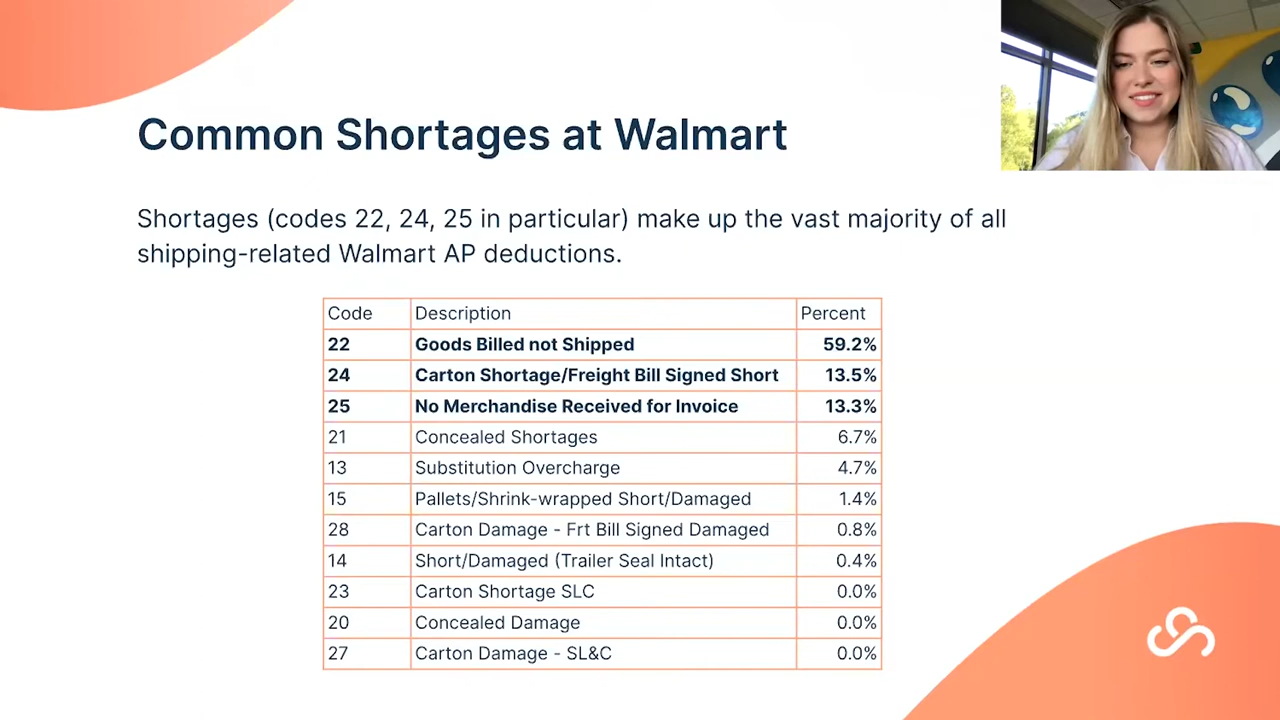 Common Shortages at Walmart
Shortages (codes 22, 24, 25 in particular) make up the vast majority of all
shipping-related Walmart AP deductions.
Code Description Percent
22 Goods Billed not Shipped 59.2%
24 Carton Shortage/Freight Bill Signed Short 13.5%
25 No Merchandise Received for Invoice 13.3%
21 Concealed Shortages 6.7%
13 Substitution Overcharge 4.7%
15 Pallets/Shrink-wrapped Short/Damaged 1.4%
28 Carton Damage - Frt Bill Signed Damaged 0.8%
14 Short/Damaged (Trailer Seal Intact) 0.4%
23 Carton Shortage SLC 0.0%
20 Concealed Damage 0.0%
27 Carton Damage - SL&C 0.0%